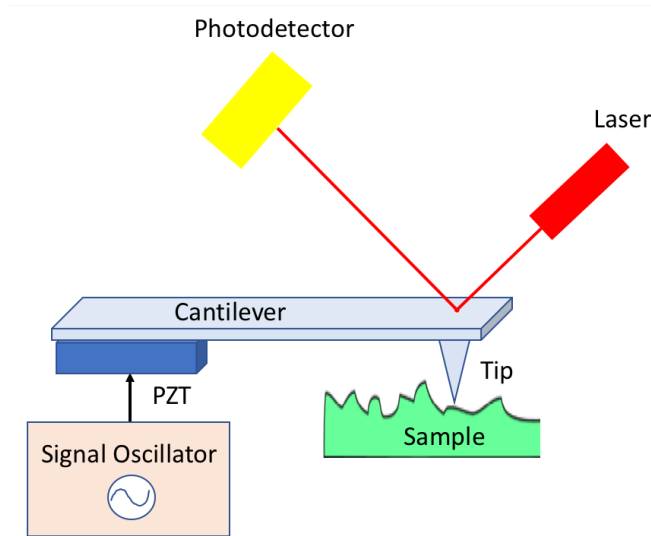 Photodetector
Laser
Cantilever
Tip
PZT
Sample
Signal Oscillator